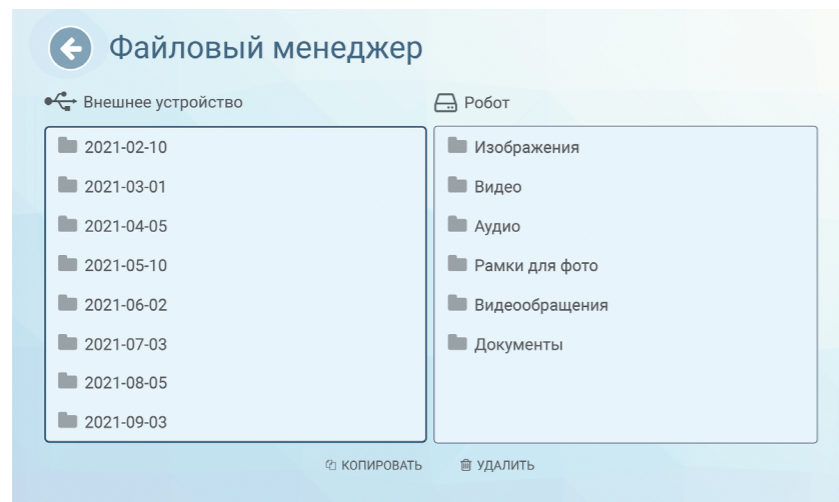 Файловый менеджер
Внешнее устройство
2021-02-10
2021-03-01
2021-04-05
2021-05-10
2021-06-02
2021-07-03
2021-08-05
2021-09-03
Робот
Изображения
Видео
Аудио
Рамки для фото
Видеообращения
Документы
КОПИРОВАТЬ
УДАЛИТЬ